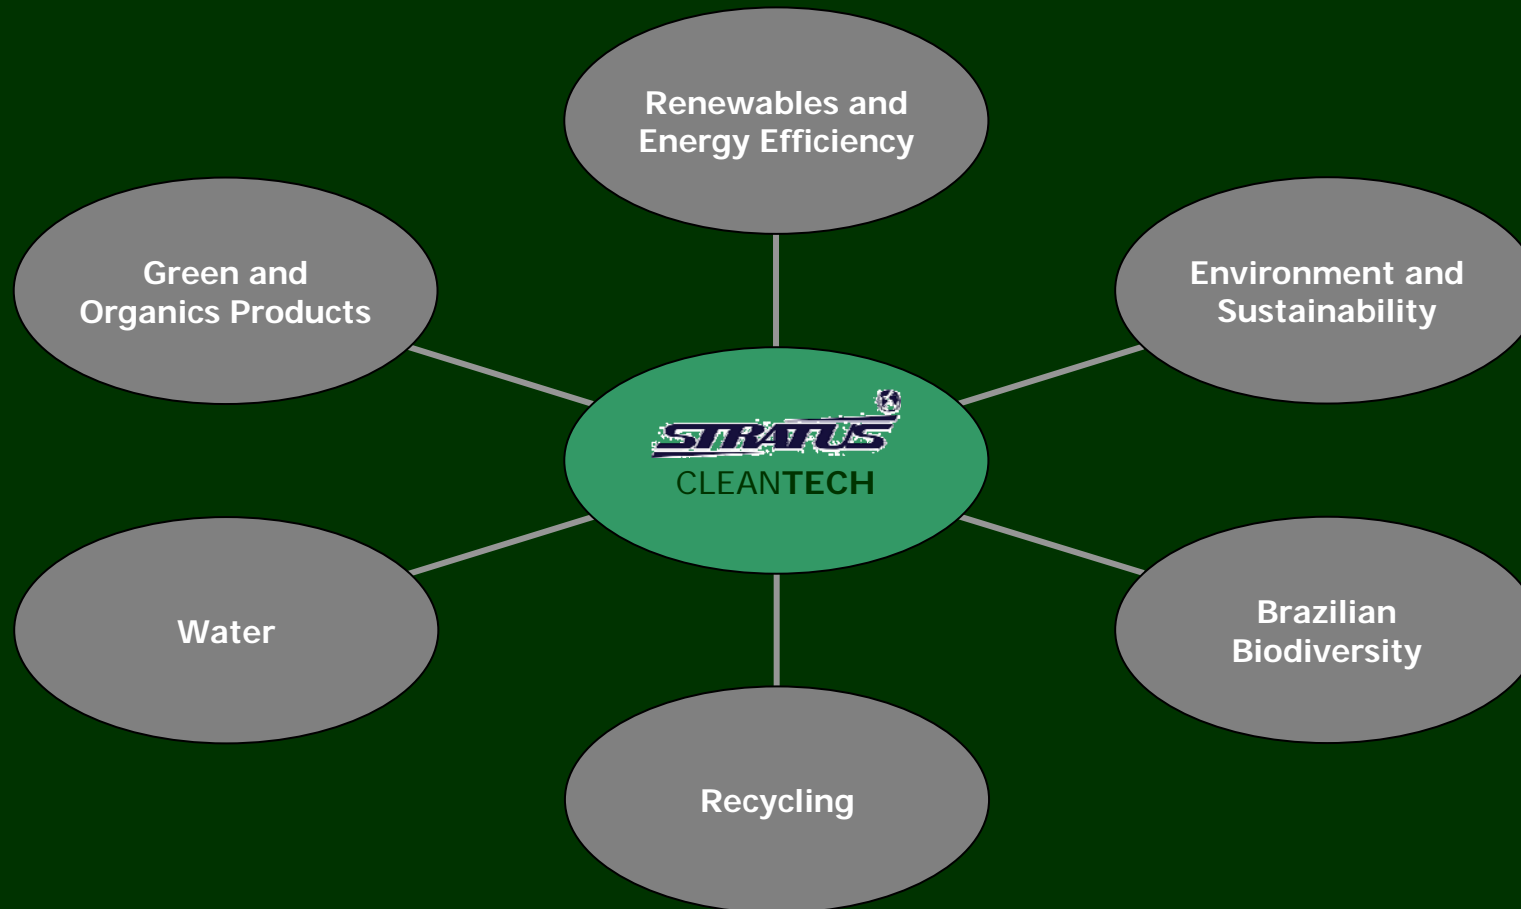 Renewables and
Energy Efficiency
Green and
Organics Products
Environment and
Sustainability
STRATUS
CLEANTECH
Water
Brazilian
Biodiversity
Recycling